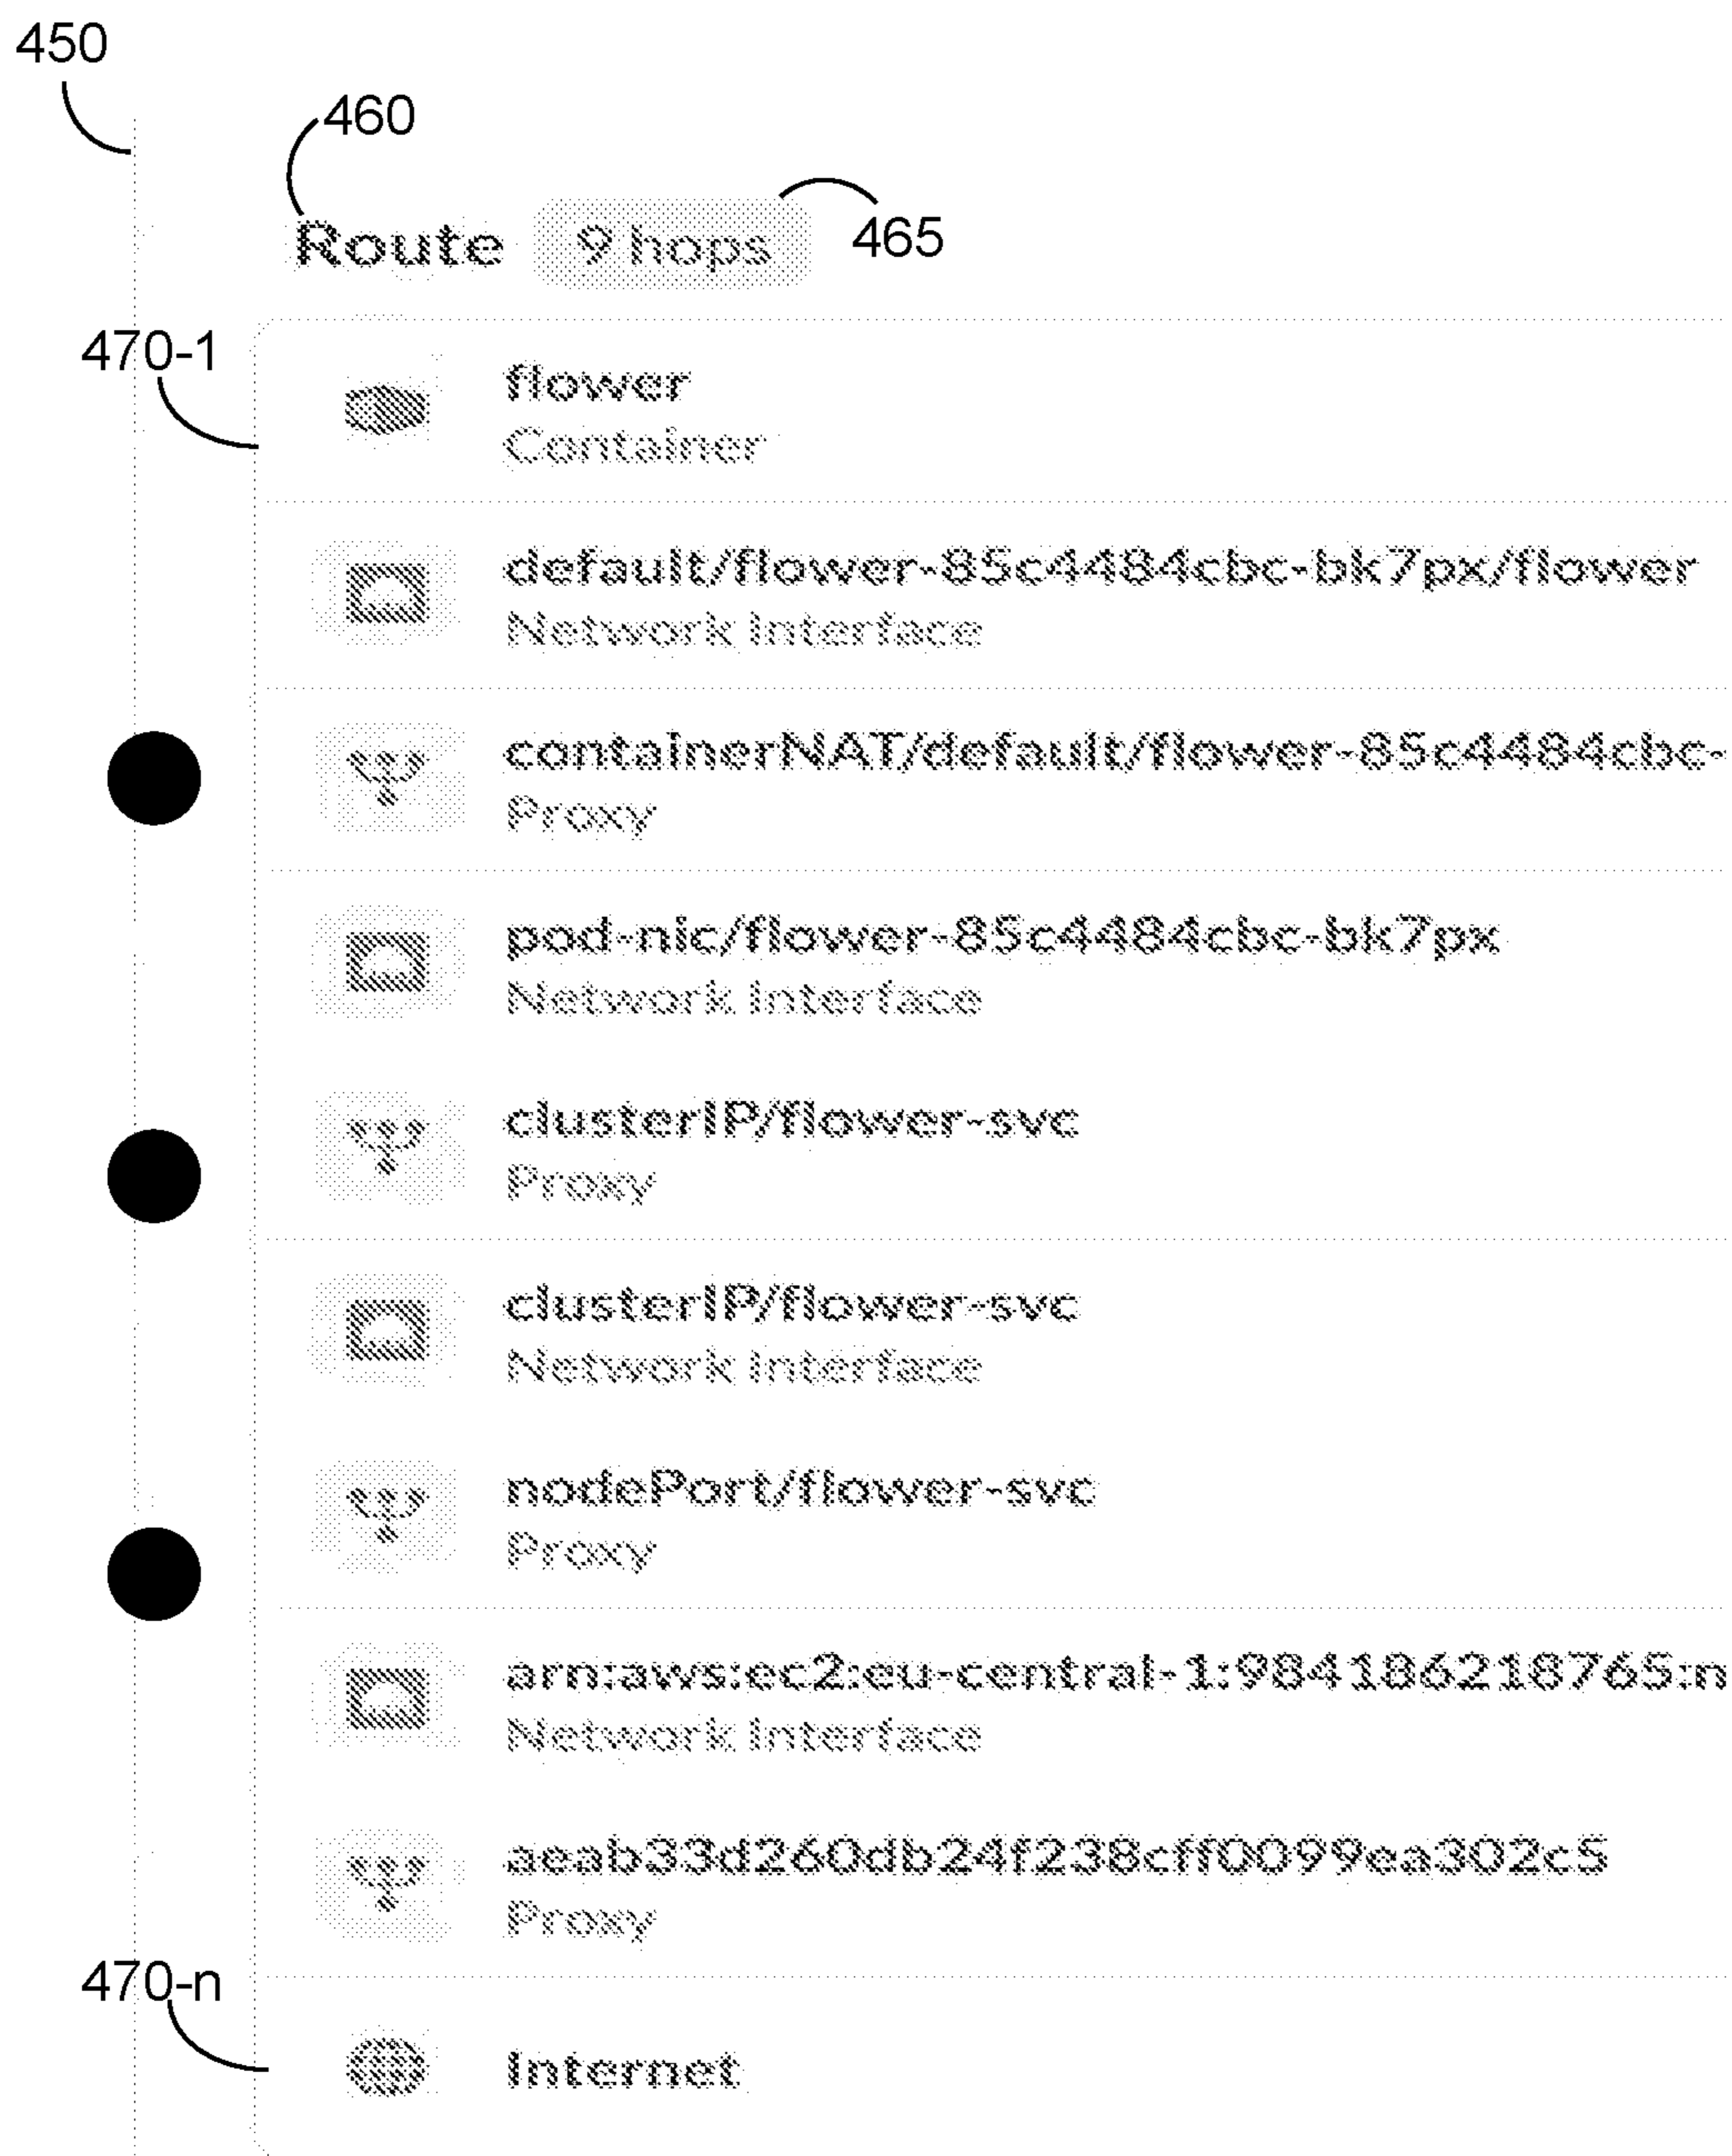 450
460
Route 9 hops
465
470-1
flower
Container
default/flower-85c4484cbc-bk7px/flower
Network Interface
containerNAT/default/flower-85c4484cbc-
Proxy
pod-nic/flower-85c4484cbc-bk7px
Network Interface
clusterIP/flower-svc
Proxy
clusterIP/flower-svc
Network Interface
nodePort/flower-svc
Proxy
arn:aws:ec2:eu-central-1:984186218765:n
Network Interface
aeab33d260db24f238cff0099ea302c5
Proxy
470-n
Internet